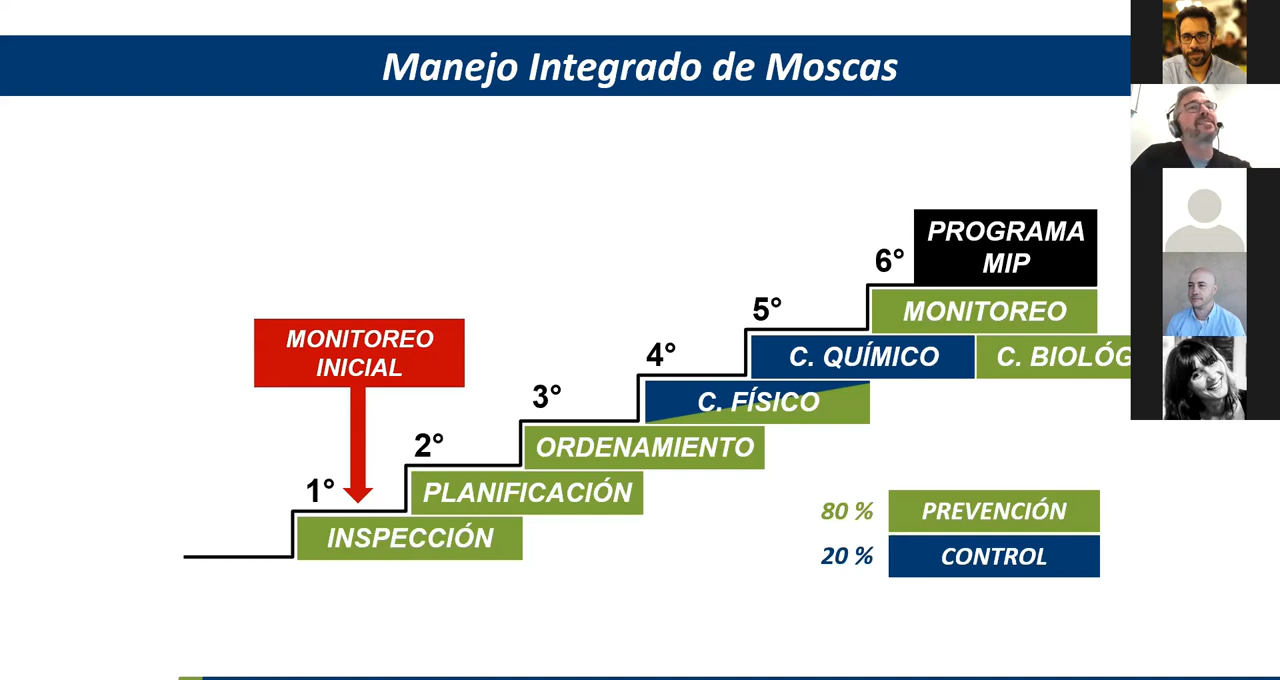 Manejo Integrado de Moscas
PROGRAMA
MIP
6°
MONITOREO
5°
C. QUÍMICO
C. BIOLÓG
4°
C. FÍSICO
3°
ORDENAMIENTO
2°
PLANIFICACIÓN
MONITOREO
INICIAL
1°
INSPECCIÓN
80 % PREVENCIÓN
20 % CONTROL